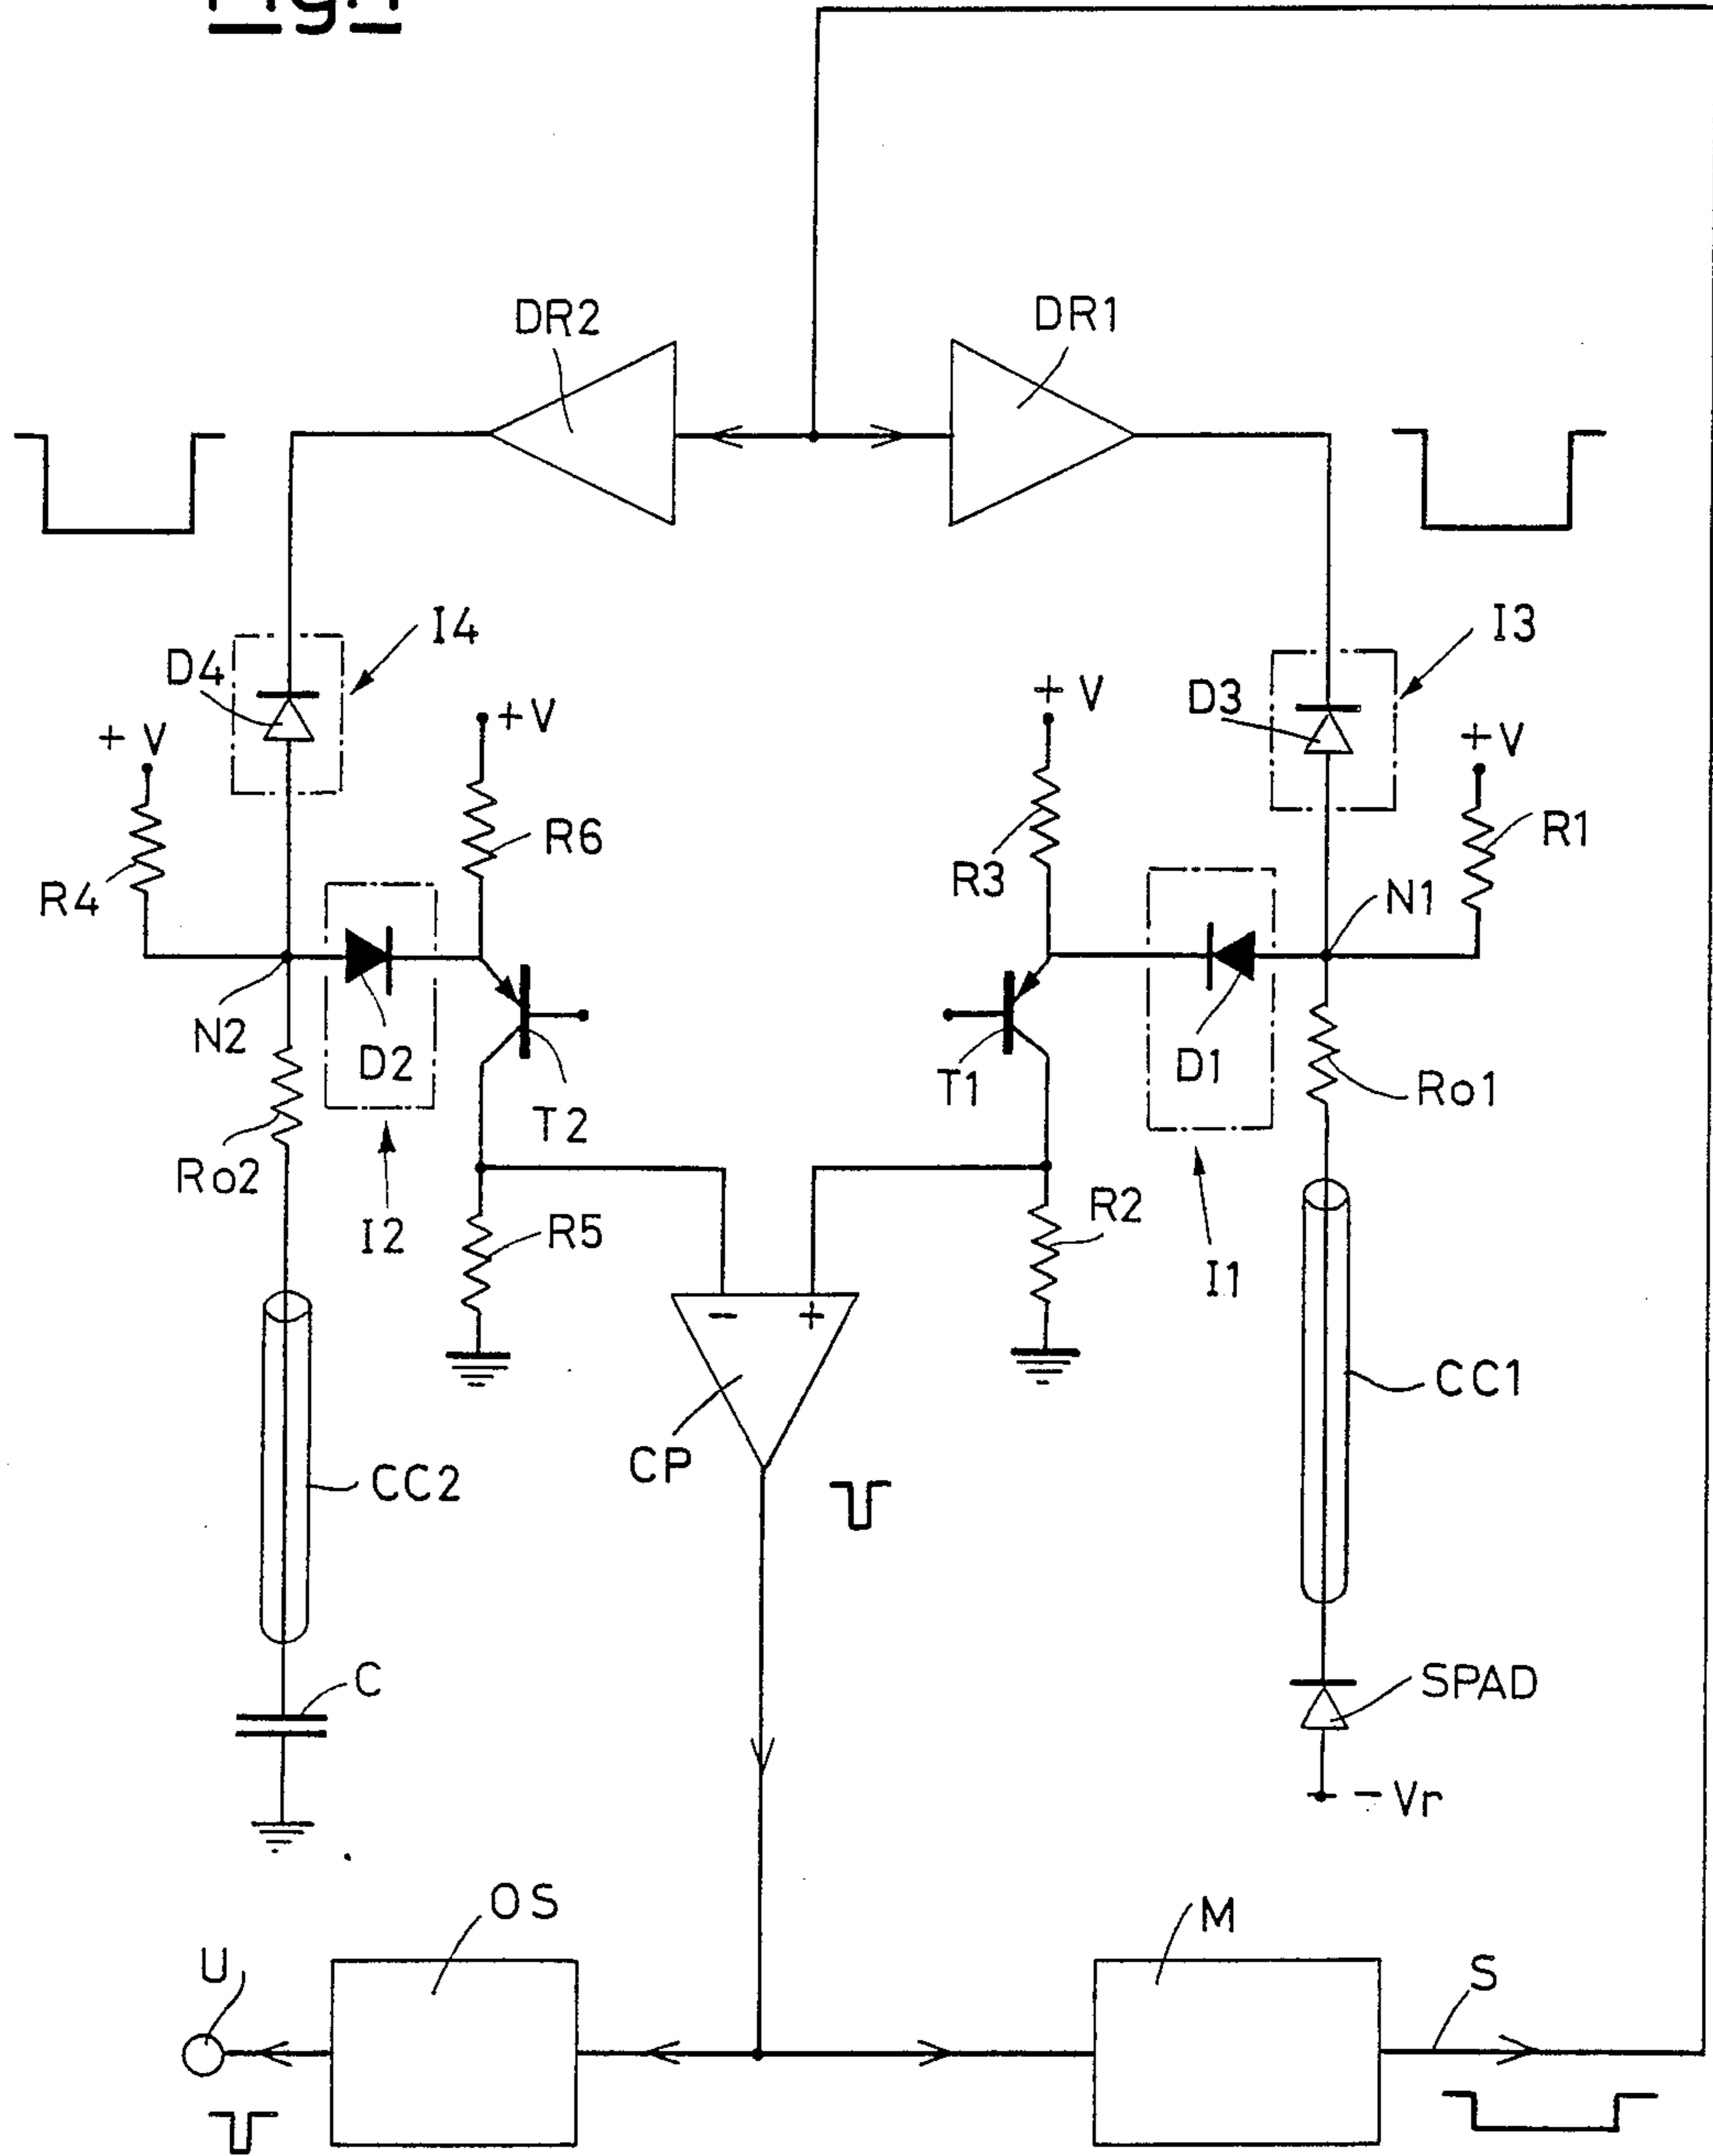 Fig.1
DR2
DR1
I4
I3
D4
+V
+V
D3
+V
+V
R6
R1
R4
R3
N1
N2
D2
T1
D1
Ro1
T2
Ro2
R2
I2
R5
I1
- +
CC1
CP
CC2
C
SPAD
-Vr
OS
M
U
S